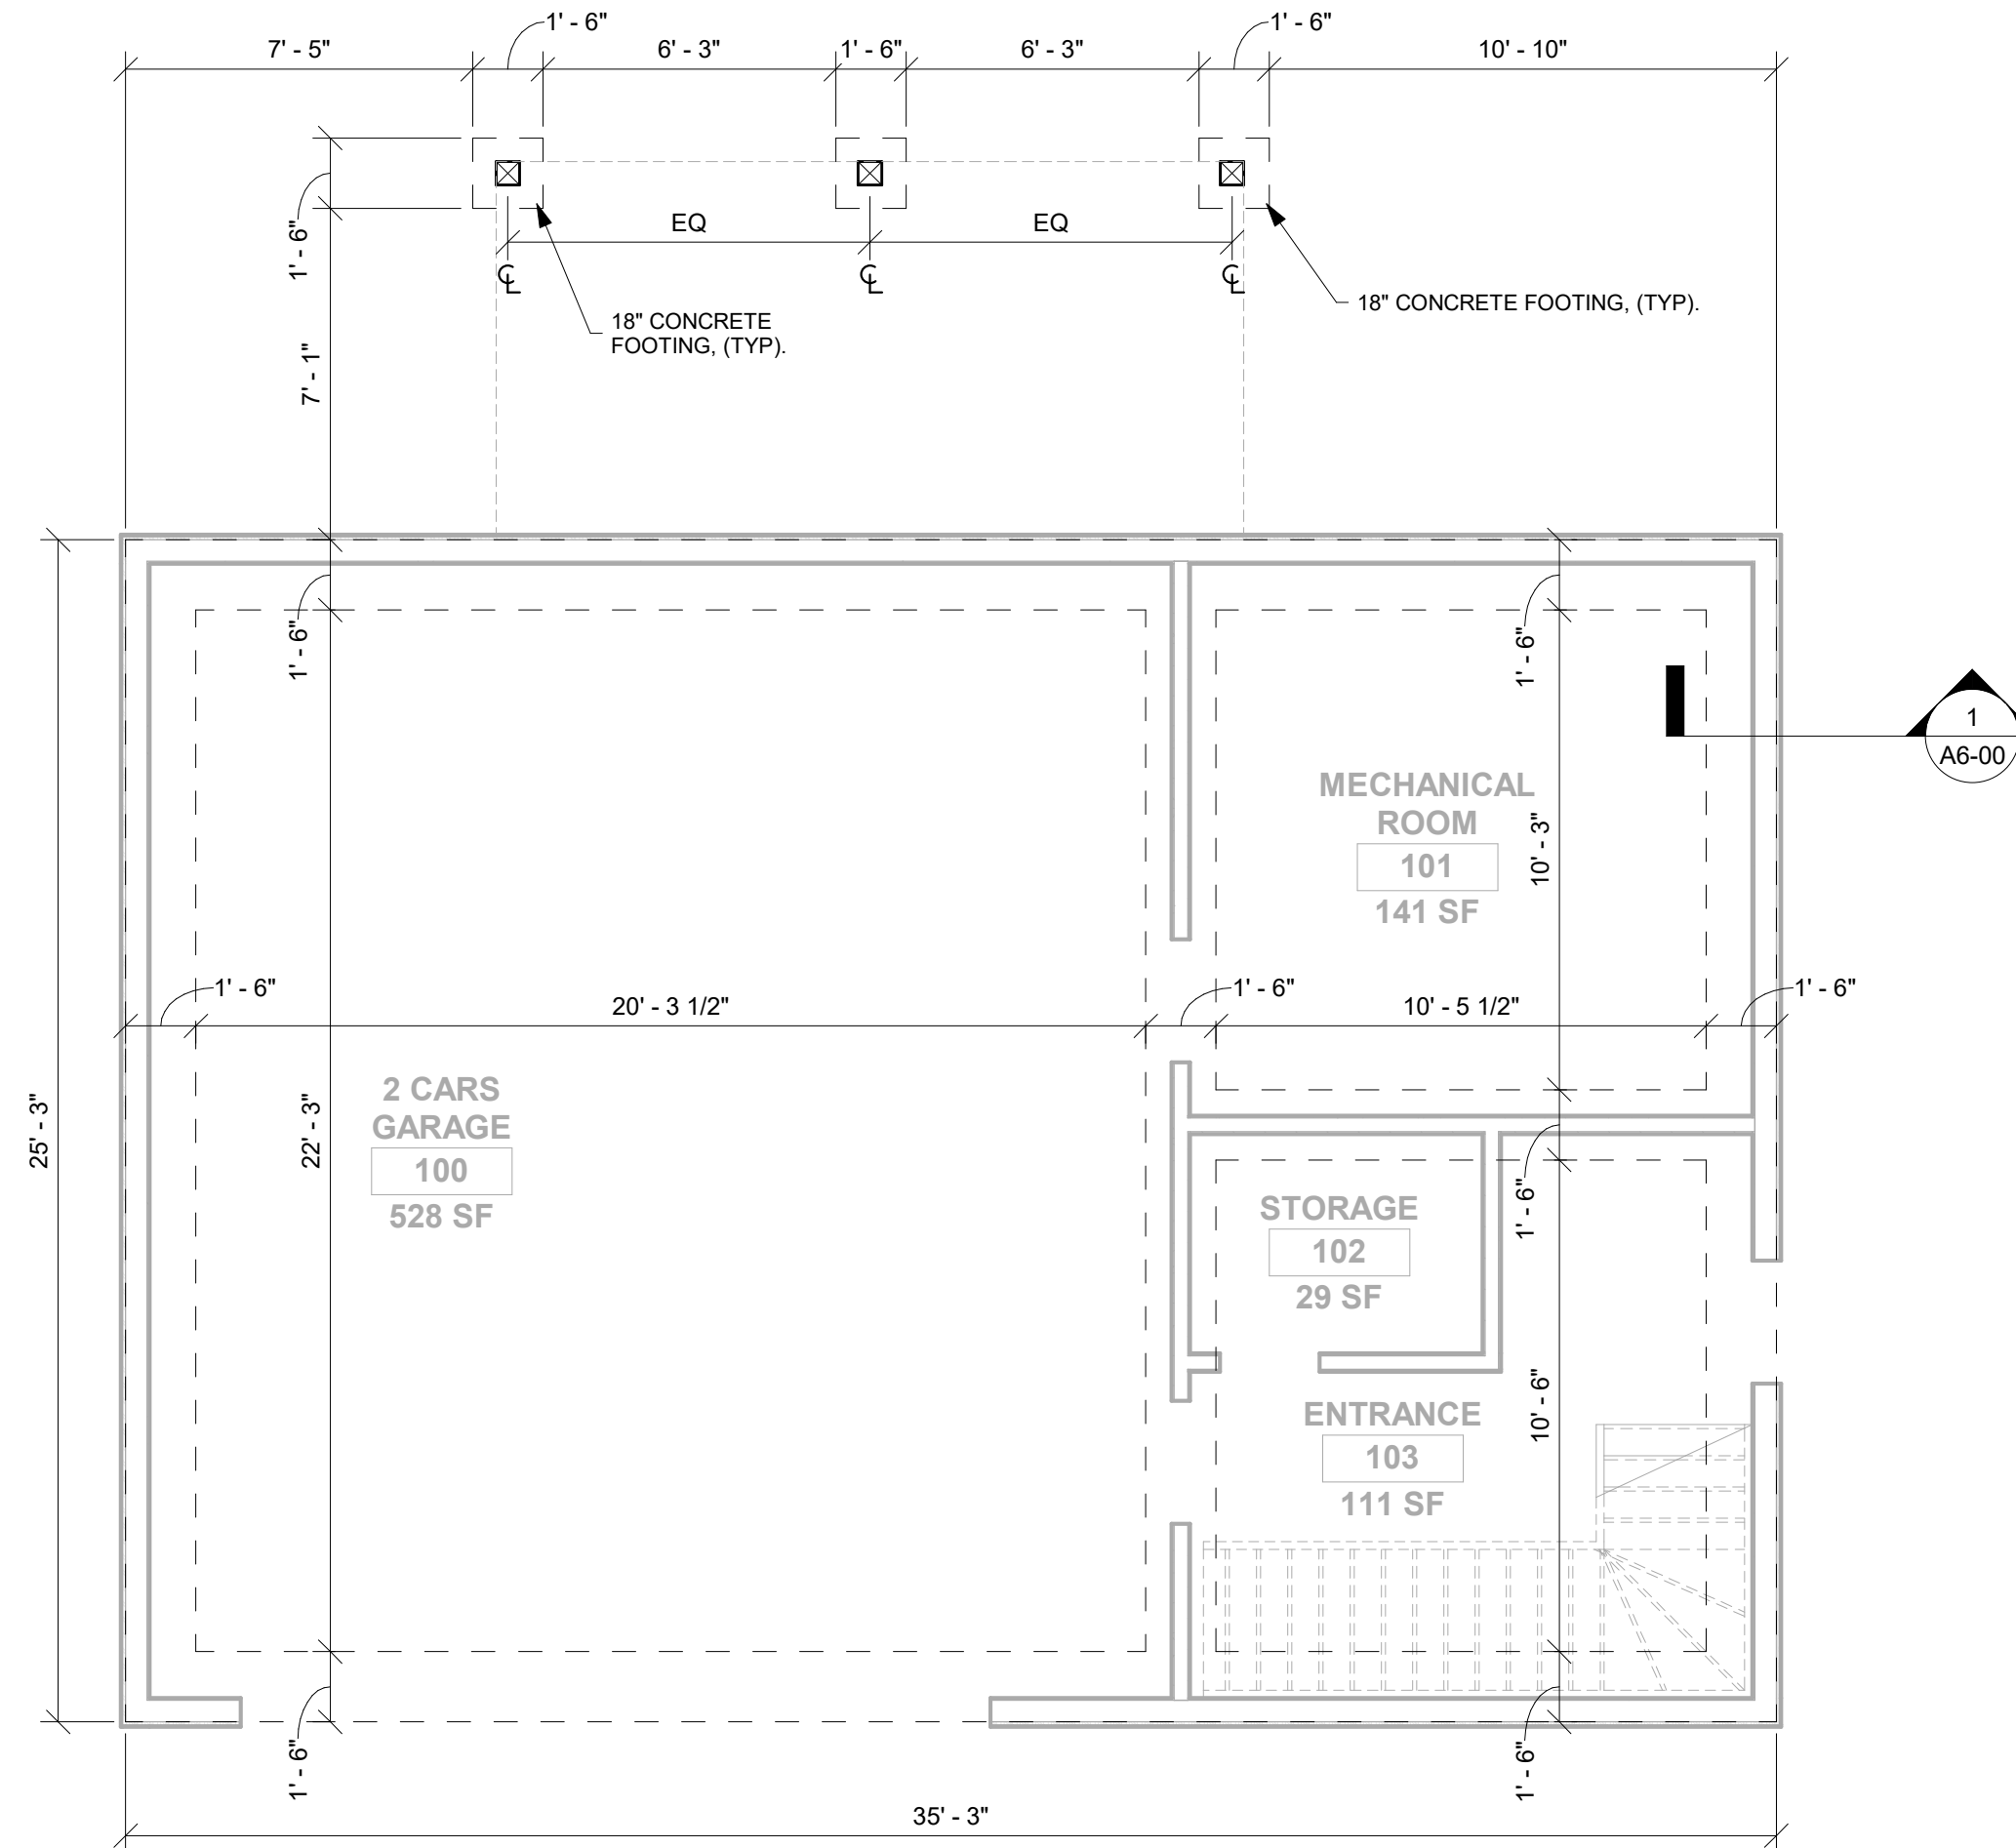 1' - 6"
1' - 6"
7' - 5"
6' - 3"
1' - 6"
6' - 3"
10' - 10"
1' - 6"
EQ
EQ
℄
℄
℄
18" CONCRETE
FOOTING, (TYP).
18" CONCRETE FOOTING, (TYP).
7' - 1"
1' - 6"
1' - 6"
1
A6-00
MECHANICAL
ROOM
101
141 SF
10' - 3"
1' - 6"
20' - 3 1/2"
1' - 6"
10' - 5 1/2"
1' - 6"
2 CARS
GARAGE
100
528 SF
25' - 3"
22' - 3"
1' - 6"
STORAGE
102
29 SF
ENTRANCE
103
111 SF
10' - 6"
1' - 6"
1' - 6"
35' - 3"